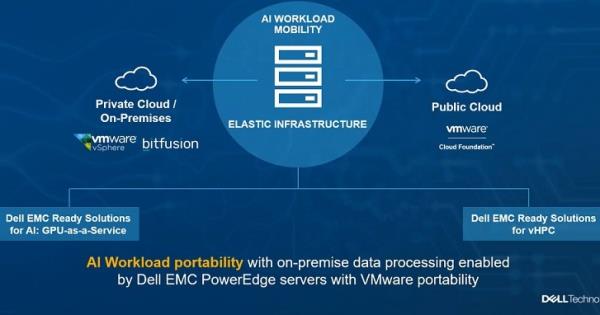 AI WORKLOAD
MOBILITY
Private Cloud /
On-Premises
vmware
vSphere
bitfusion
ELASTIC INFRASTRUCTURE
Public Cloud
vmware
Cloud Foundation™
Dell EMC Ready Solutions
for AI: GPU-as-a-Service
Dell EMC Ready Solutions
for vHPC
AI Workload portability with on-premise data processing enabled
by Dell EMC PowerEdge servers with VMware portability
DELLTechno